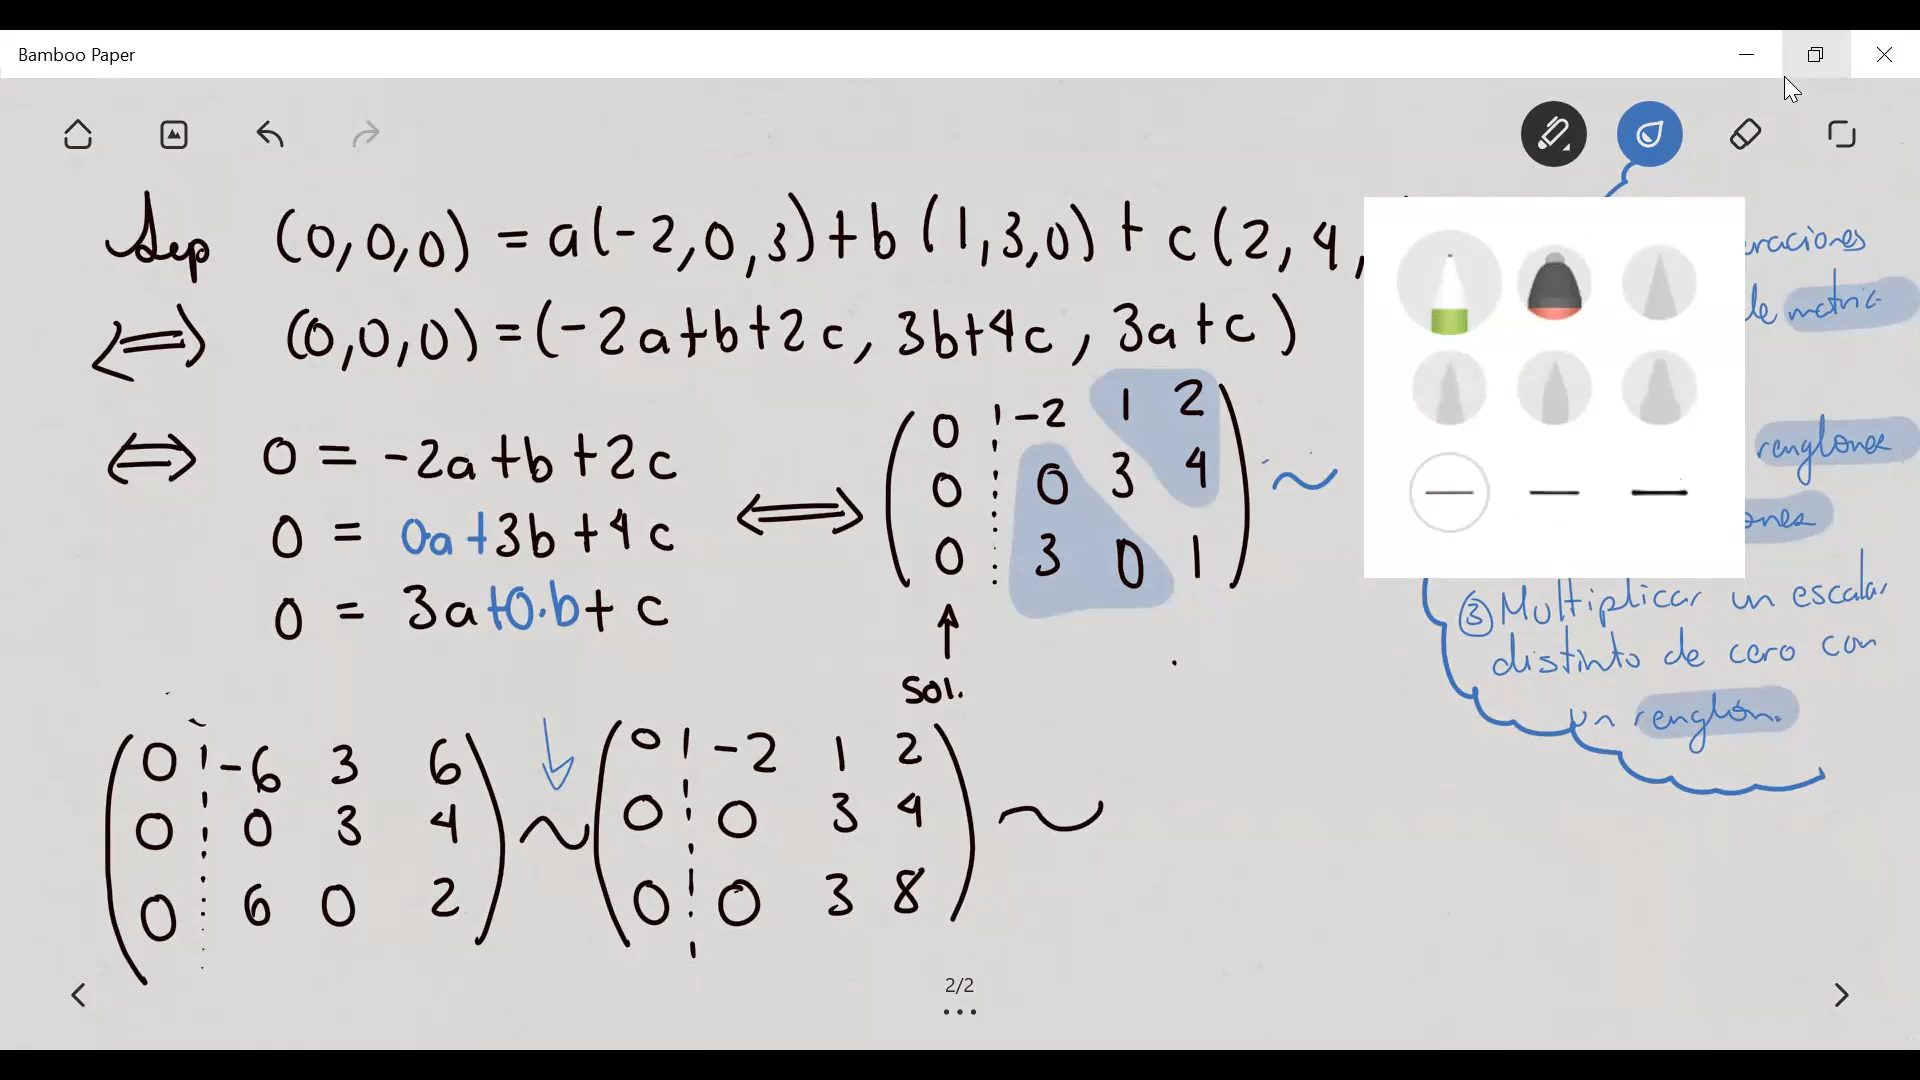 Bamboo Paper
Sup (0,0,0) = a(-2,0,3)+b(1,3,0)+c(2,4,
⟺ (0,0,0)=(-2a+b+2c, 3b+4c, 3a+c)
⟺ 0 = -2a+b+2c
0 = 0a+3b+4c
0 = 3a+0·b+c
⟺
0 ¦ -2 1 2
0 ¦ 0 3 4
0 ¦ 3 0 1
~
↑
Sol.
0 ¦ -6 3 6
0 ¦ 0 3 4
0 ¦ 6 0 2
~
0 ¦ -2 1 2
0 ¦ 0 3 4
0 ¦ 0 3 8
~
raciones
de matric-
renglones
ones
③ Multiplicar un escalar
distinto de cero con
un renglón.
2/2